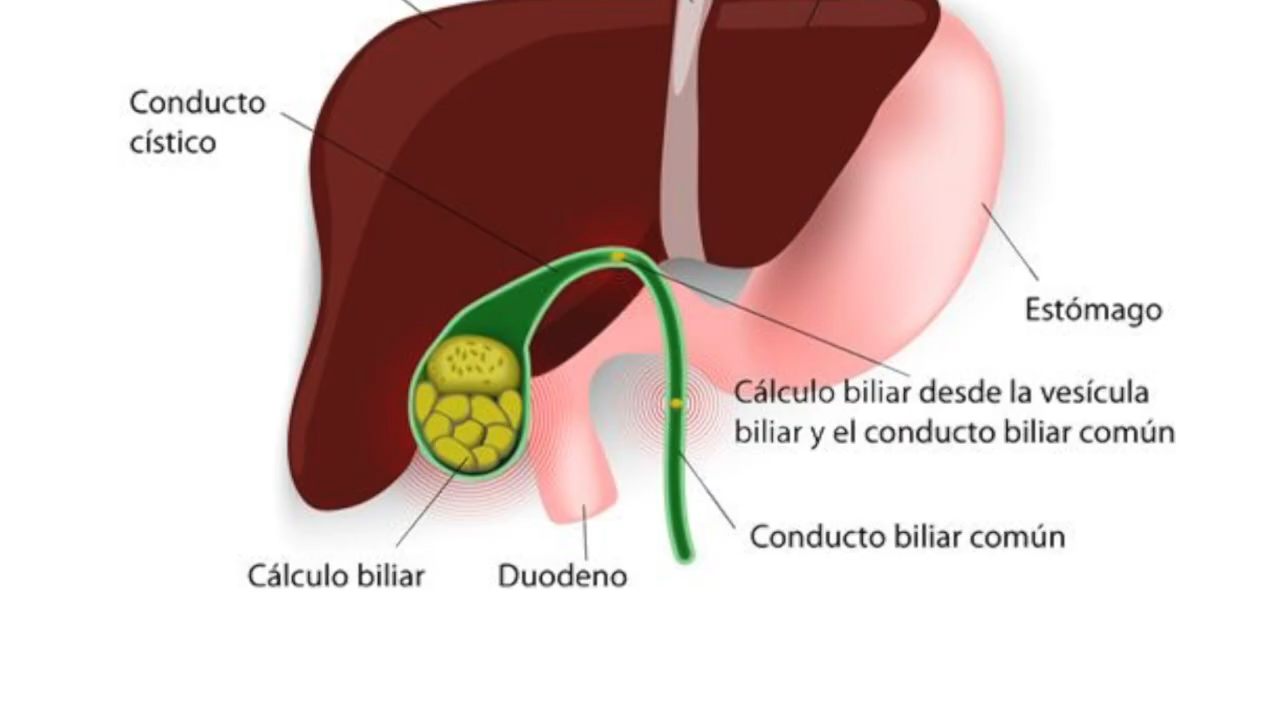 Conducto
cístico
Estómago
Cálculo biliar desde la vesícula
biliar y el conducto biliar común
Conducto biliar común
Cálculo biliar
Duodeno